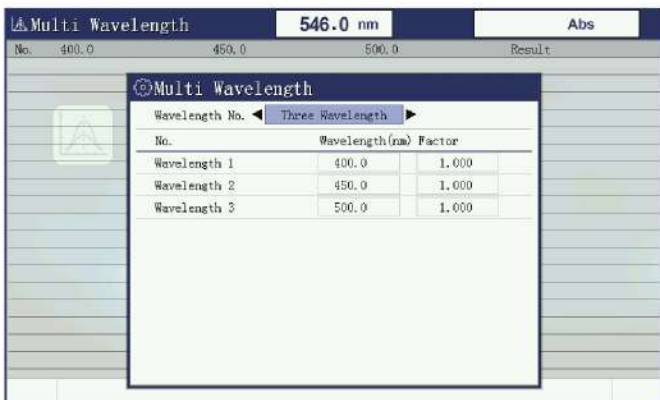 Multi Wavelength 546.0 nm Abs
No. 400.0 450.0 500.0 Result
Multi Wavelength
Wavelength No. ◀ Three Wavelength ▶
No. Wavelength(nm) Factor
Wavelength 1 400.0 1.000
Wavelength 2 450.0 1.000
Wavelength 3 500.0 1.000